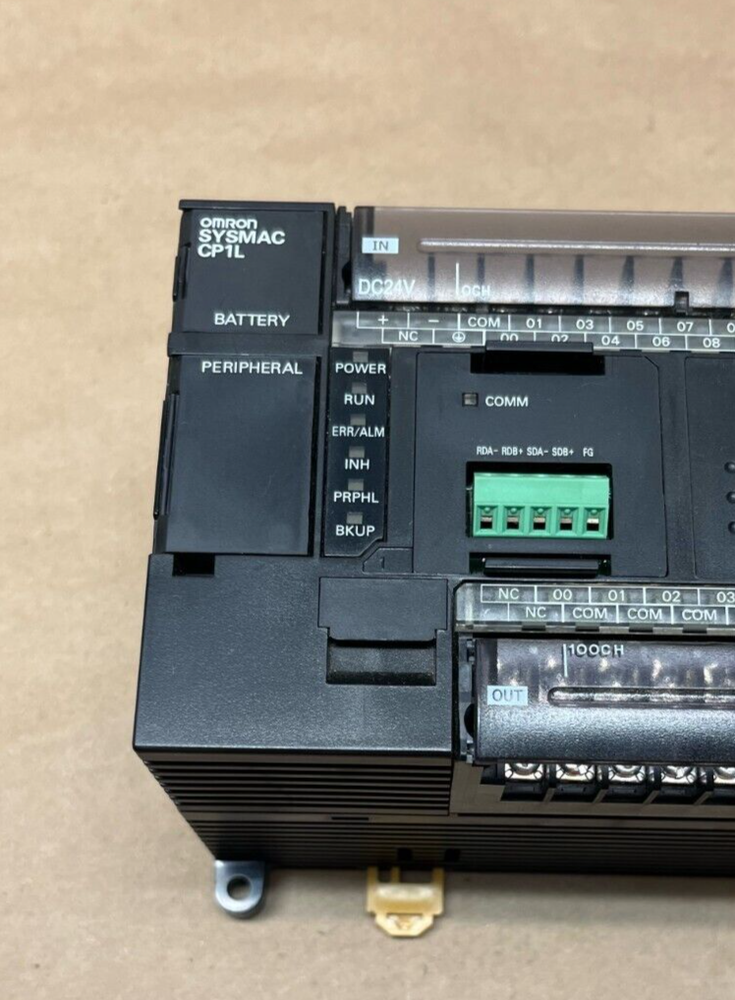 OMRON
SYSMAC
CP1L
BATTERY
PERIPHERAL
IN
DC24V
0CH
+ − COM 01 03 05 07
NC 00 02 04 06 08
POWER
RUN
ERR/ALM
INH
PRPHL
BKUP
COMM
RDA- RDB+ SDA- SDB+ FG
1
NC 00 01 02 03
NC COM COM COM
100CH
OUT